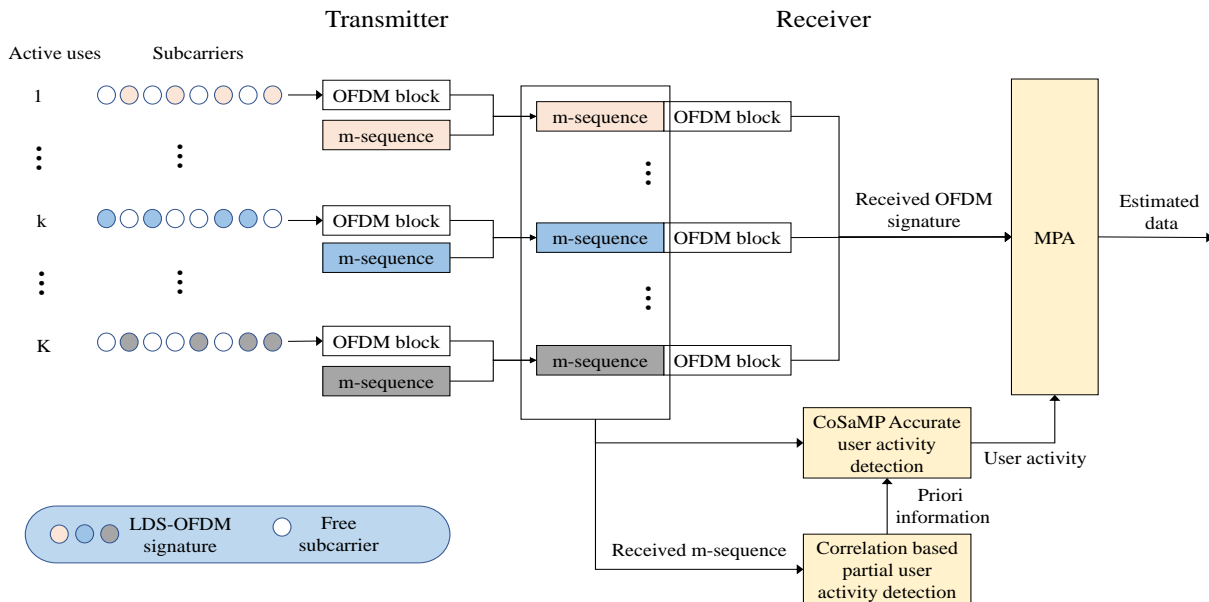 Transmitter
Receiver
Active uses
Subcarriers
1
OFDM block
m-sequence
m-sequence
OFDM block
k
OFDM block
m-sequence
m-sequence
OFDM block
K
OFDM block
m-sequence
m-sequence
OFDM block
Received OFDM
signature
MPA
Estimated
data
CoSaMP Accurate
user activity
detection
User activity
Priori
information
Received m-sequence
Correlation based
partial user
activity detection
LDS-OFDM
signature
Free
subcarrier